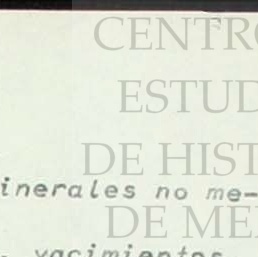 CENTRO
ESTUD
DE HIST
inerales no me-
DE ME
yacimientos